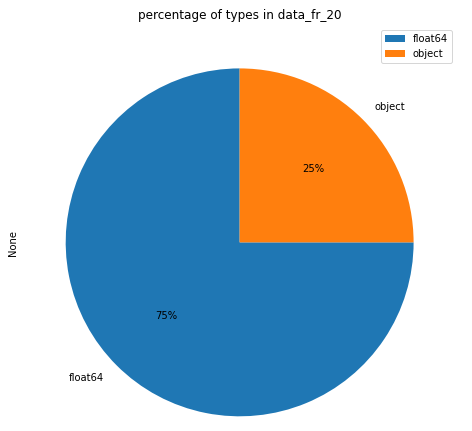 percentage of types in data_fr_20
float64
object
object
25%
None
75%
float64